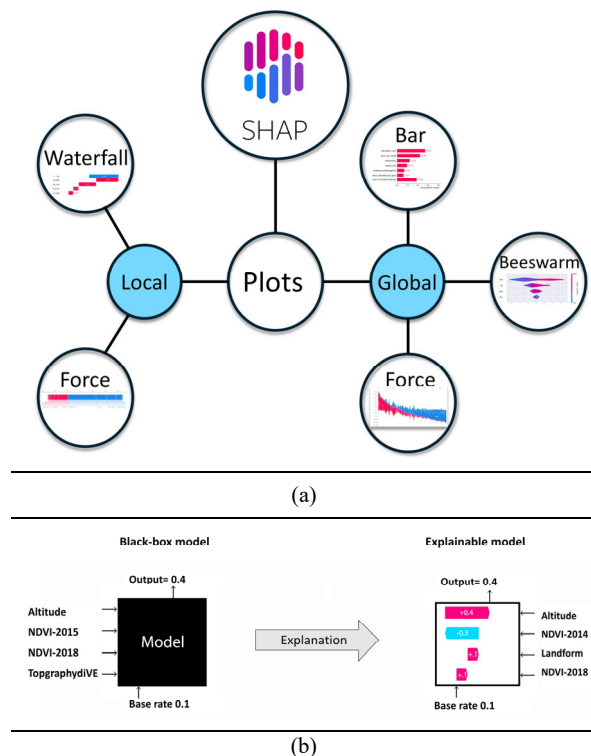 SHAP
Waterfall
Bar
Beeswarm
Local
Plots
Global
Force
Force
(a)
Black-box model
Explainable model
Output= 0.4
Output= 0.4
Altitude
NDVI-2015
NDVI-2018
TopgraphydiVE
Model
Explanation
+0.4
-0.3
+.1
+.1
Altitude
NDVI-2014
Landform
NDVI-2018
Base rate 0.1
Base rate 0.1
(b)